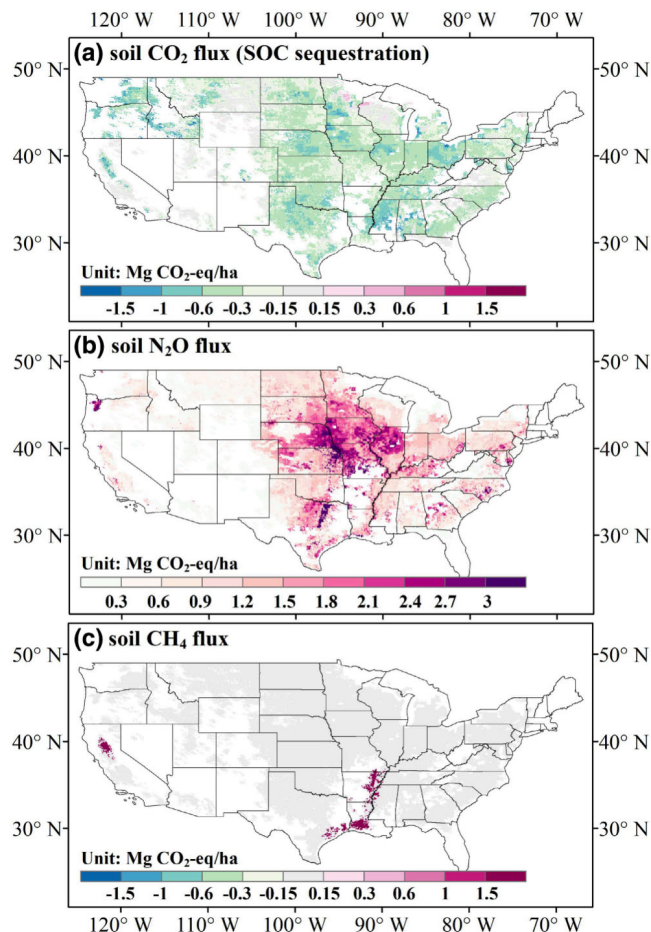 120° W 110° W 100° W 90° W 80° W 70° W
(a) soil CO₂ flux (SOC sequestration)
50° N 50° N
40° N 40° N
30° N 30° N
Unit: Mg CO₂-eq/ha
-1.5 -1 -0.6 -0.3 -0.15 0.15 0.3 0.6 1 1.5
(b) soil N₂O flux
50° N 50° N
40° N 40° N
30° N 30° N
Unit: Mg CO₂-eq/ha
0.3 0.6 0.9 1.2 1.5 1.8 2.1 2.4 2.7 3
(c) soil CH₄ flux
50° N 50° N
40° N 40° N
30° N 30° N
Unit: Mg CO₂-eq/ha
-1.5 -1 -0.6 -0.3 -0.15 0.15 0.3 0.6 1 1.5
120° W 110° W 100° W 90° W 80° W 70° W